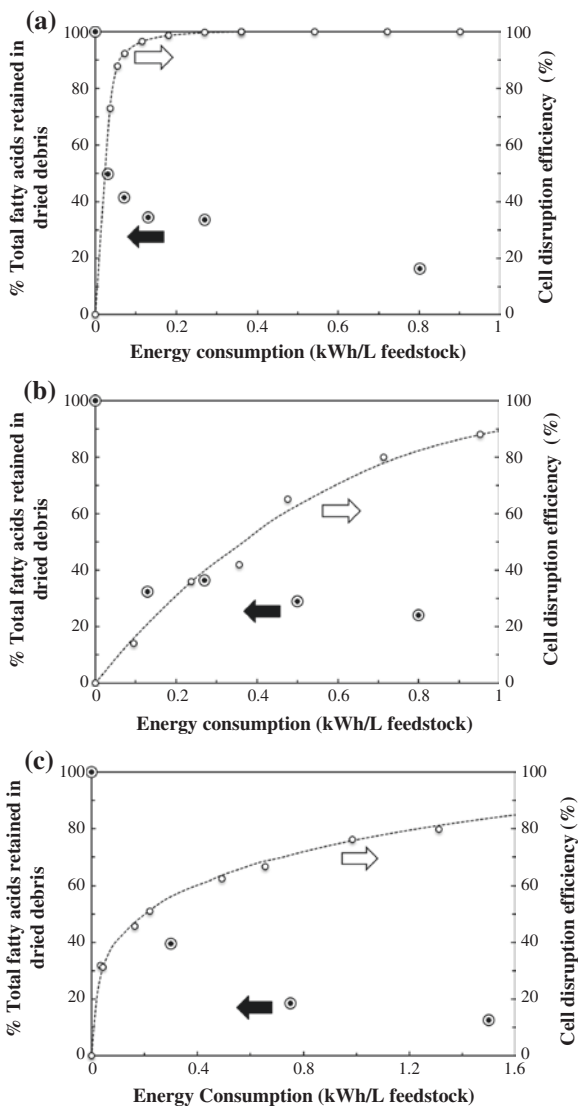 (a)
100
80
60
40
20
0
% Total fatty acids retained in
dried debris
100
80
60
40
20
0
Cell disruption efficiency (%)
0 0.2 0.4 0.6 0.8 1
Energy consumption (kWh/L feedstock)
(b)
100
80
60
40
20
0
% Total fatty acids retained in
dried debris
100
80
60
40
20
0
Cell disruption efficiency (%)
0 0.2 0.4 0.6 0.8 1
Energy consumption (kWh/L feedstock)
(c)
100
80
60
40
20
0
% Total fatty acids retained in
dried debris
100
80
60
40
20
0
Cell disruption efficiency (%)
0 0.4 0.8 1.2 1.6
Energy Consumption (kWh/L feedstock)